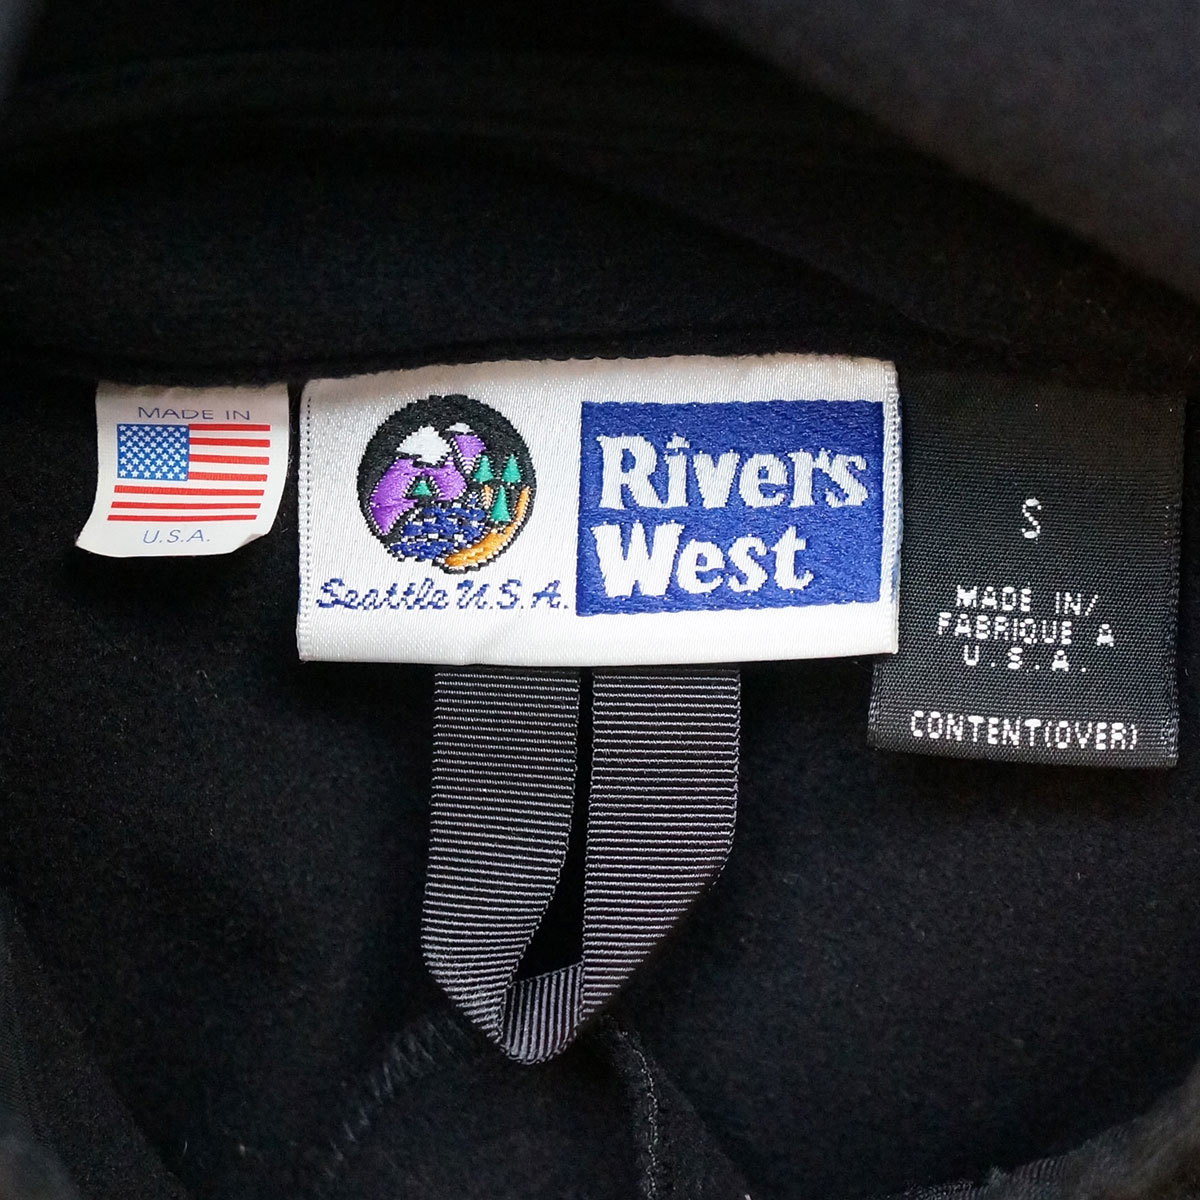 MADE IN
U.S.A.
Seattle U.S.A.
Rivers
West
S
MADE IN/
FABRIQUE A
U.S.A.
CONTENT(OVER)